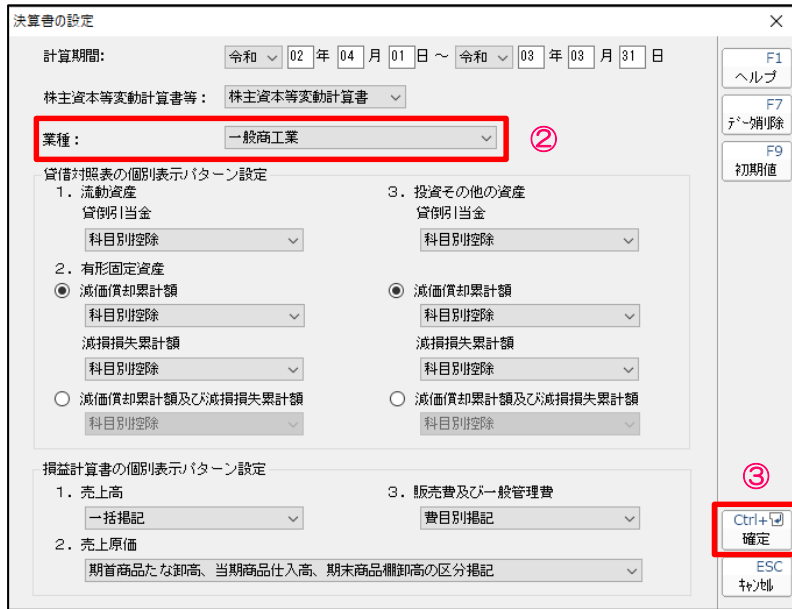 決算書の設定
計算期間： 令和 02 年 04 月 01 日 ～ 令和 03 年 03 月 31 日
株主資本等変動計算書等： 株主資本等変動計算書
業種： 一般商工業 ②
貸借対照表の個別表示パターン設定
１．流動資産
貸倒引当金
科目別控除
２．有形固定資産
減価償却累計額
科目別控除
減損損失累計額
科目別控除
減価償却累計額及び減損損失累計額
科目別控除
３．投資その他の資産
貸倒引当金
科目別控除
減価償却累計額
科目別控除
減損損失累計額
科目別控除
減価償却累計額及び減損損失累計額
科目別控除
損益計算書の個別表示パターン設定
１．売上高
一括掲記
３．販売費及び一般管理費
費目別掲記
２．売上原価
期首商品たな卸高、当期商品仕入高、期末商品棚卸高の区分掲記
F1
ヘルプ
F7
ﾃﾞｰﾀ削除
F9
初期値
③
Ctrl+
確定
ESC
ｷｬﾝｾﾙ